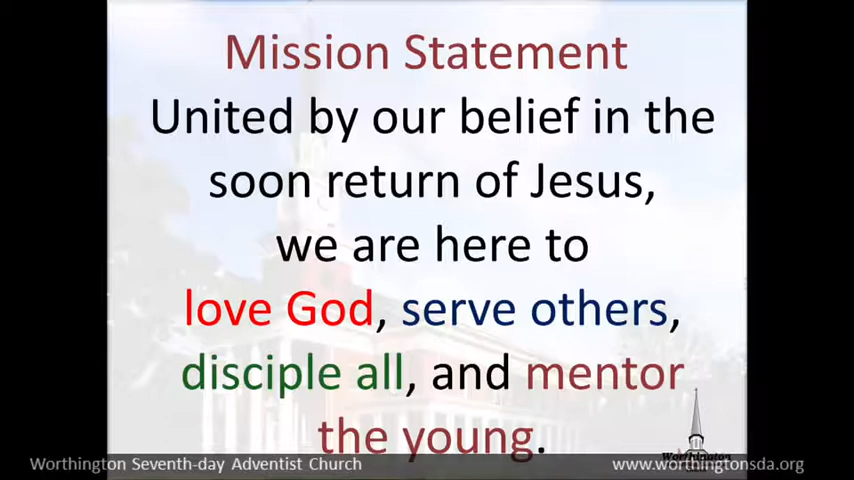 Mission Statement
United by our belief in the
soon return of Jesus,
we are here to
love God, serve others,
disciple all, and mentor
the young.
Worthington
Worthington Seventh-day Adventist Church
www.worthingtonsda.org